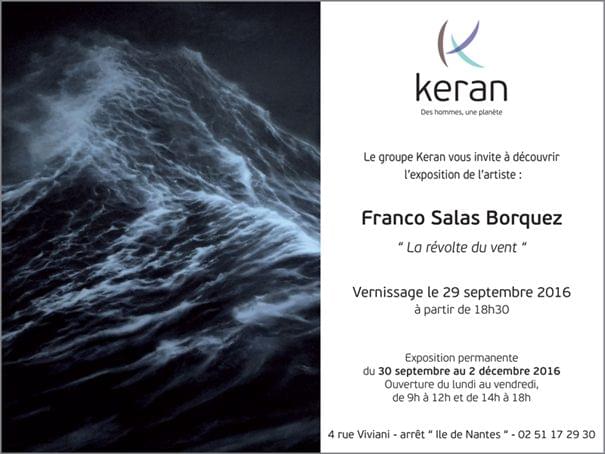 keran
Des hommes, une planète
Le groupe Keran vous invite à découvrir
l'exposition de l'artiste :
Franco Salas Borquez
“ La révolte du vent “
Vernissage le 29 septembre 2016
à partir de 18h30
Exposition permanente
du 30 septembre au 2 décembre 2016
Ouverture du lundi au vendredi,
de 9h à 12h et de 14h à 18h
4 rue Viviani - arrêt “ Ile de Nantes “ - 02 51 17 29 30